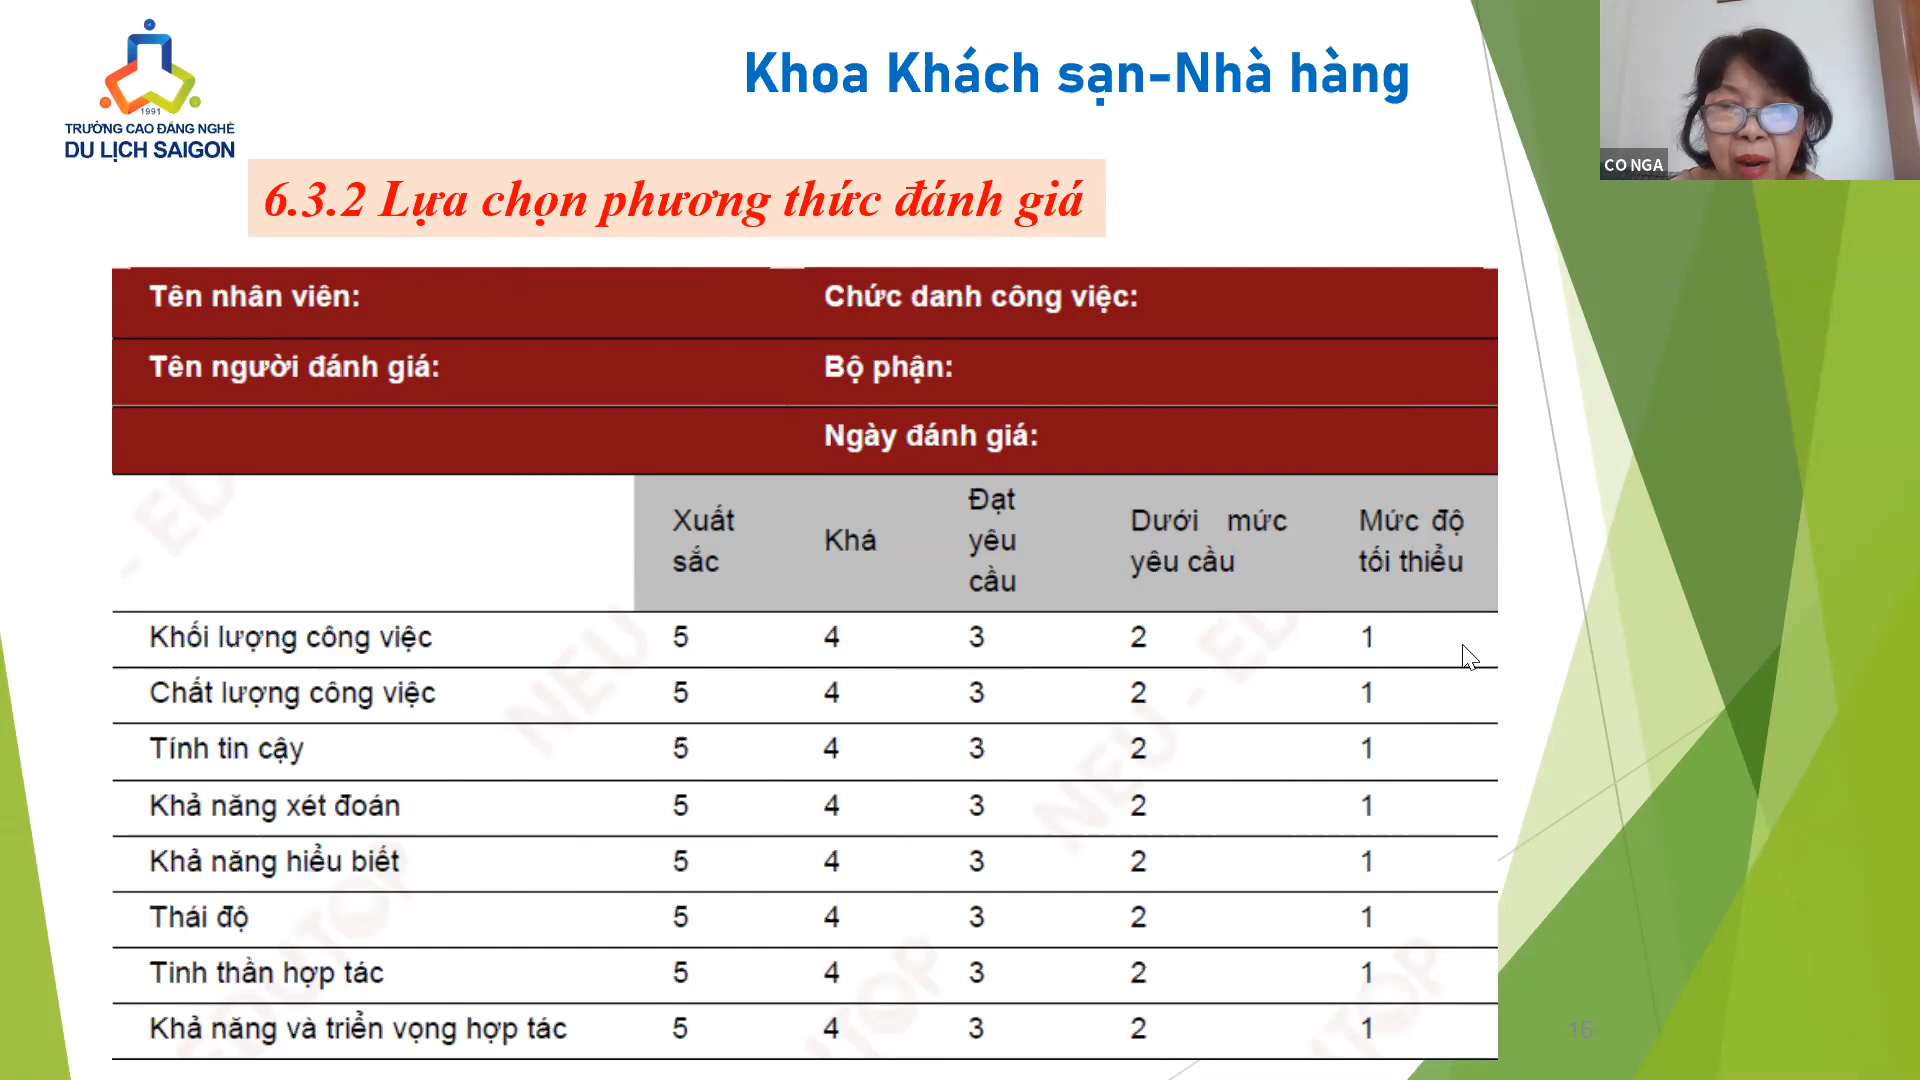 1991
TRƯỜNG CAO ĐẲNG NGHỀ
DU LỊCH SAIGON
Khoa Khách sạn-Nhà hàng
CO NGA
6.3.2 Lựa chọn phương thức đánh giá
Tên nhân viên: Chức danh công việc:
Tên người đánh giá: Bộ phận:
Ngày đánh giá:
Xuất sắc Khá Đạt yêu cầu Dưới mức yêu cầu Mức độ tối thiểu
Khối lượng công việc 5 4 3 2 1
Chất lượng công việc 5 4 3 2 1
Tính tin cậy 5 4 3 2 1
Khả năng xét đoán 5 4 3 2 1
Khả năng hiểu biết 5 4 3 2 1
Thái độ 5 4 3 2 1
Tinh thần hợp tác 5 4 3 2 1
Khả năng và triển vọng hợp tác 5 4 3 2 1
16